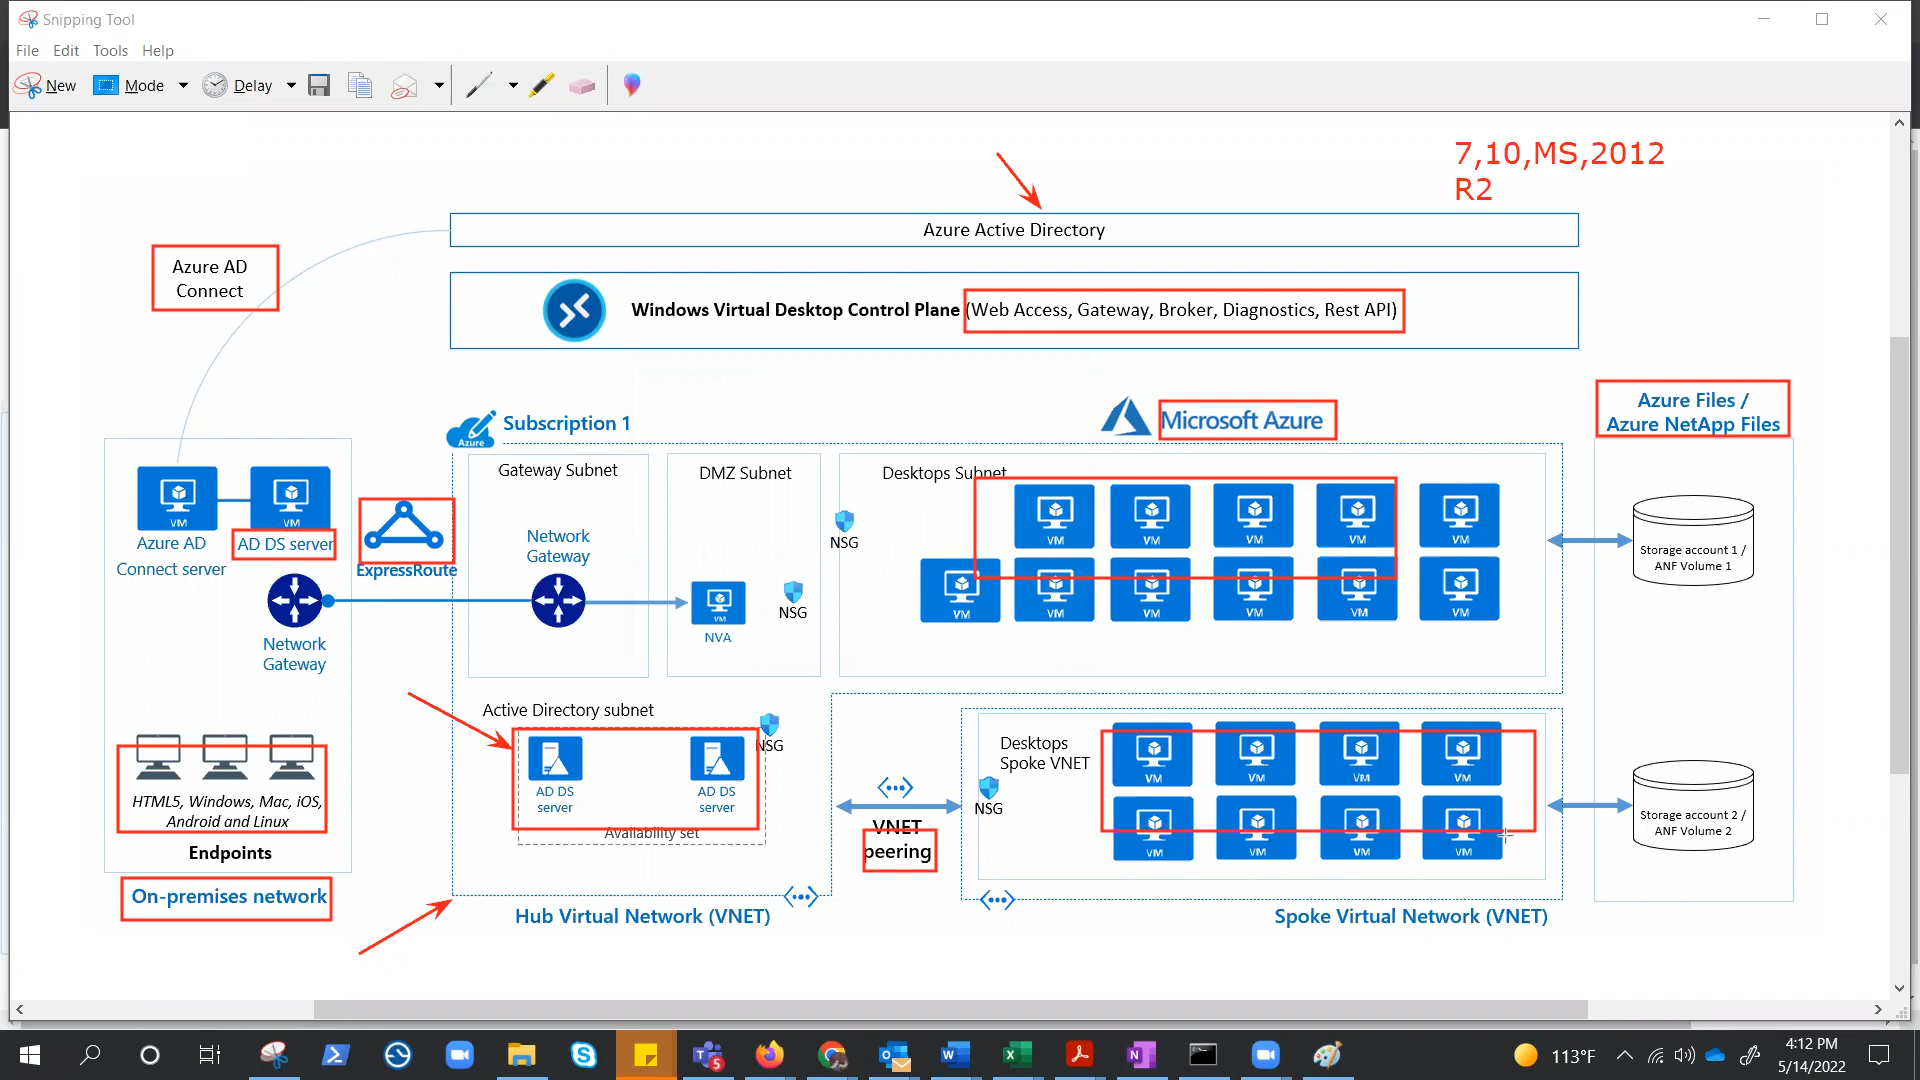 Snipping Tool
File Edit Tools Help
New Mode Delay
7,10,MS,2012
R2
Azure Active Directory
Azure AD
Connect
Windows Virtual Desktop Control Plane (Web Access, Gateway, Broker, Diagnostics, Rest API)
Azure
Subscription 1
Microsoft Azure
Azure Files /
Azure NetApp Files
Gateway Subnet
DMZ Subnet
Desktops Subnet
VM
VM
Azure AD
Connect server
AD DS server
ExpressRoute
Network
Gateway
Network
Gateway
VM
NVA
NSG
NSG
VM
VM
VM
VM
VM
VM
VM
VM
VM
VM
VM
Storage account 1 /
ANF Volume 1
HTML5, Windows, Mac, iOS,
Android and Linux
Endpoints
On-premises network
Active Directory subnet
NSG
AD DS
server
AD DS
server
Availability set
Hub Virtual Network (VNET)
VNET
peering
Desktops
Spoke VNET
NSG
VM
VM
VM
VM
VM
VM
VM
VM
Spoke Virtual Network (VNET)
Storage account 2 /
ANF Volume 2
5
113°F
4:12 PM
5/14/2022